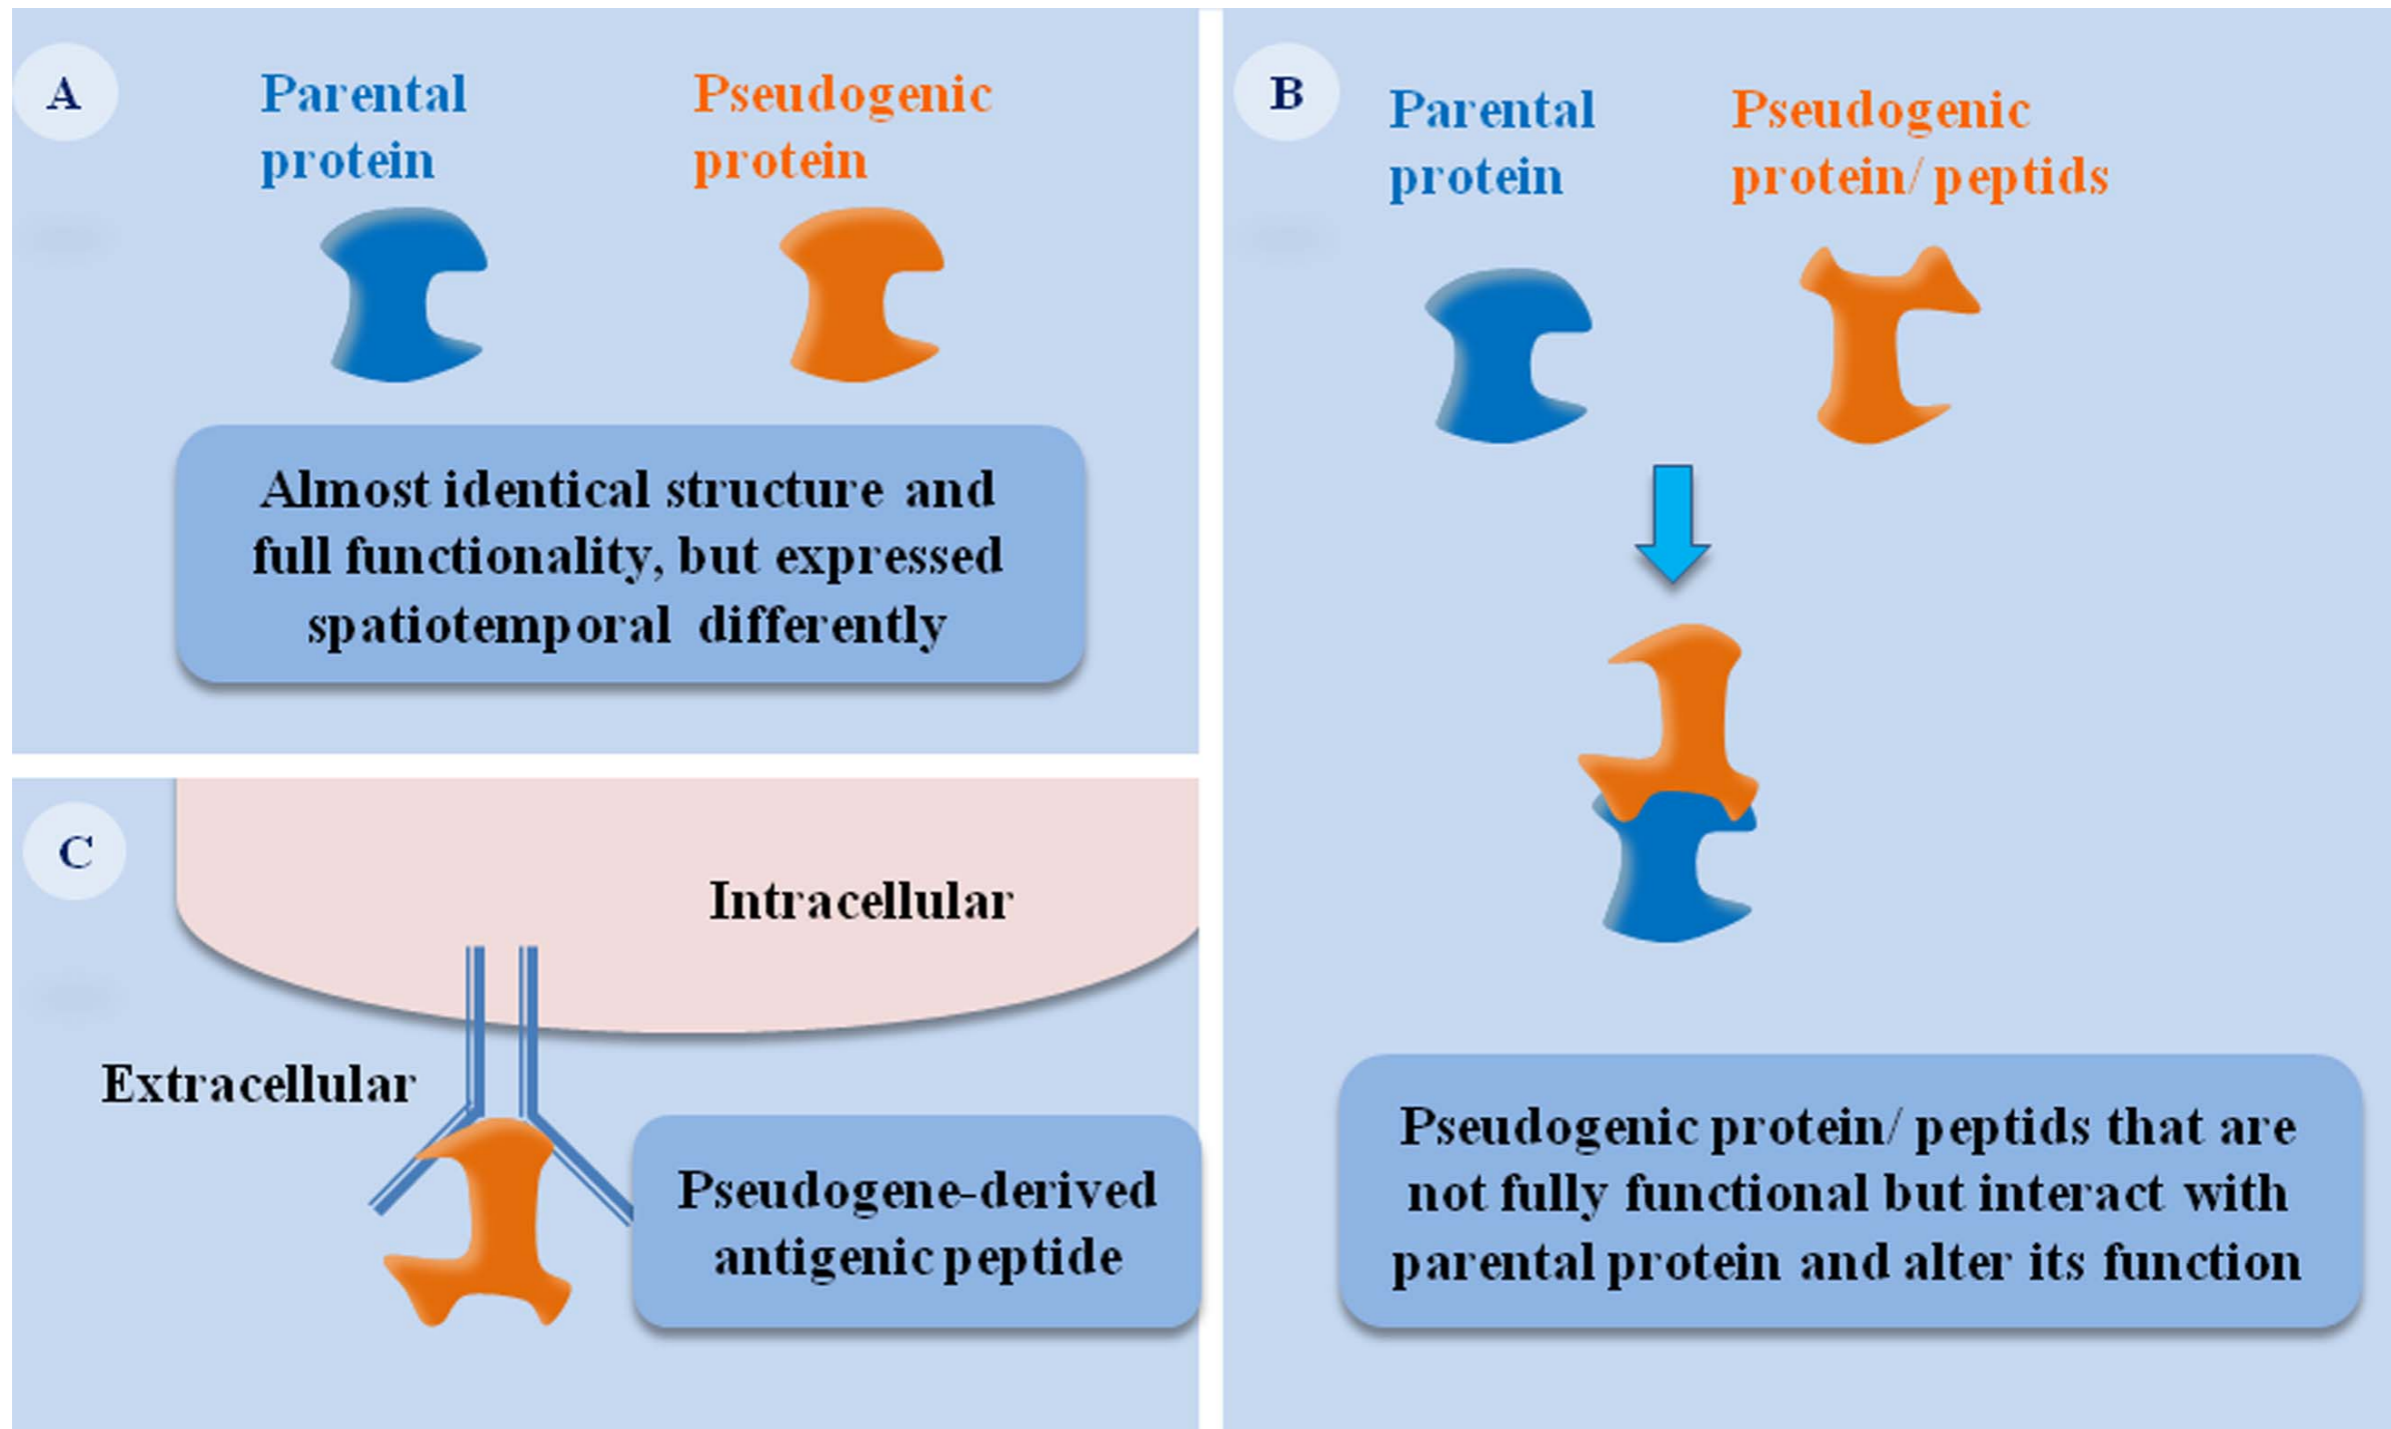 A
Parental
protein
Pseudogenic
protein
Almost identical structure and
full functionality, but expressed
spatiotemporal differently
B
Parental
protein
Pseudogenic
protein/ peptids
Pseudogenic protein/ peptids that are
not fully functional but interact with
parental protein and alter its function
C
Intracellular
Extracellular
Pseudogene-derived
antigenic peptide